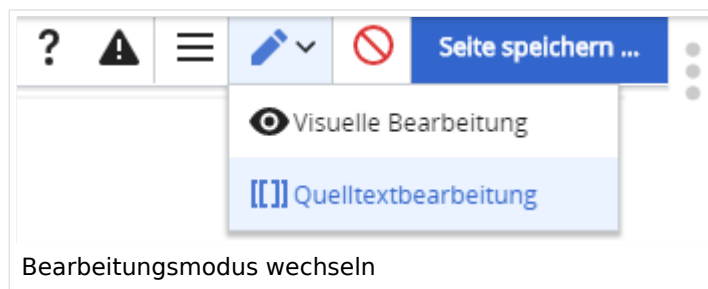 ? Seite speichern ...
Visuelle Bearbeitung
[[]] Quelltextbearbeitung
Bearbeitungsmodus wechseln